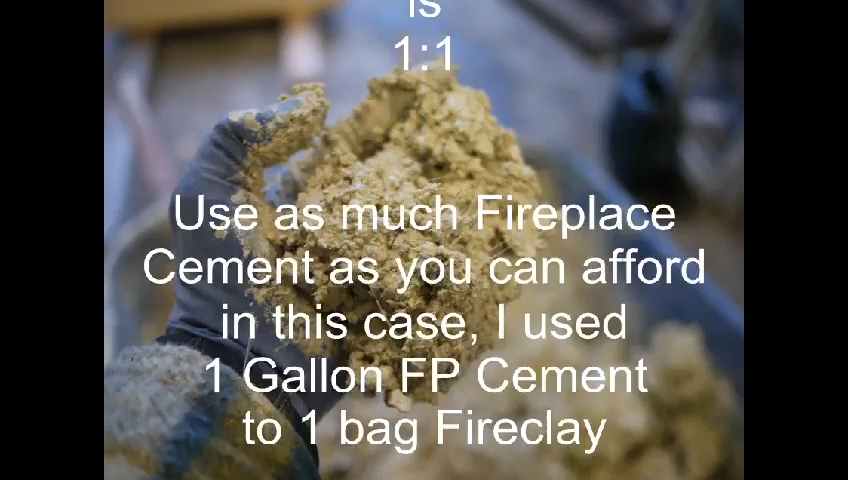 is
1:1
Use as much Fireplace
Cement as you can afford
in this case, I used
1 Gallon FP Cement
to 1 bag Fireclay